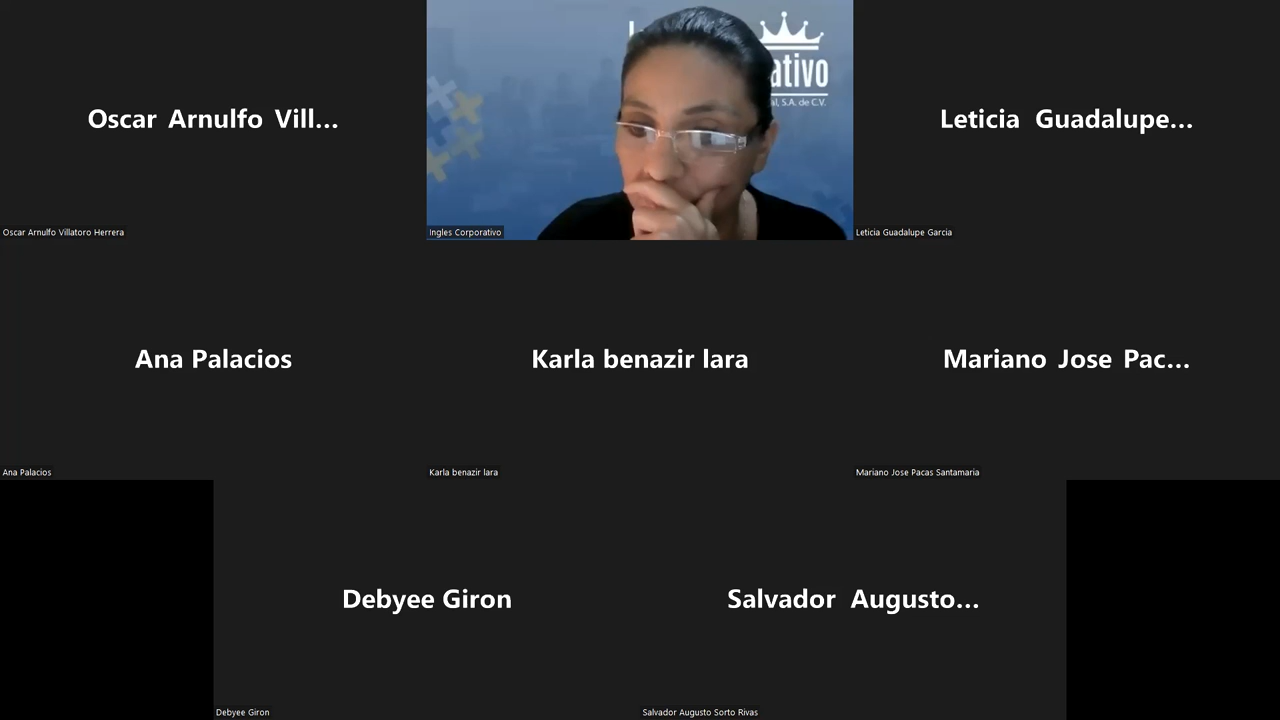 Oscar Arnulfo Vill...
Oscar Arnulfo Villatoro Herrera
ativo
al, S.A. de C.V.
Ingles Corporativo
Leticia Guadalupe...
Leticia Guadalupe Garcia
Ana Palacios
Ana Palacios
Karla benazir lara
Karla benazir lara
Mariano Jose Pac...
Mariano Jose Pacas Santamaria
Debyee Giron
Debyee Giron
Salvador Augusto...
Salvador Augusto Sorto Rivas